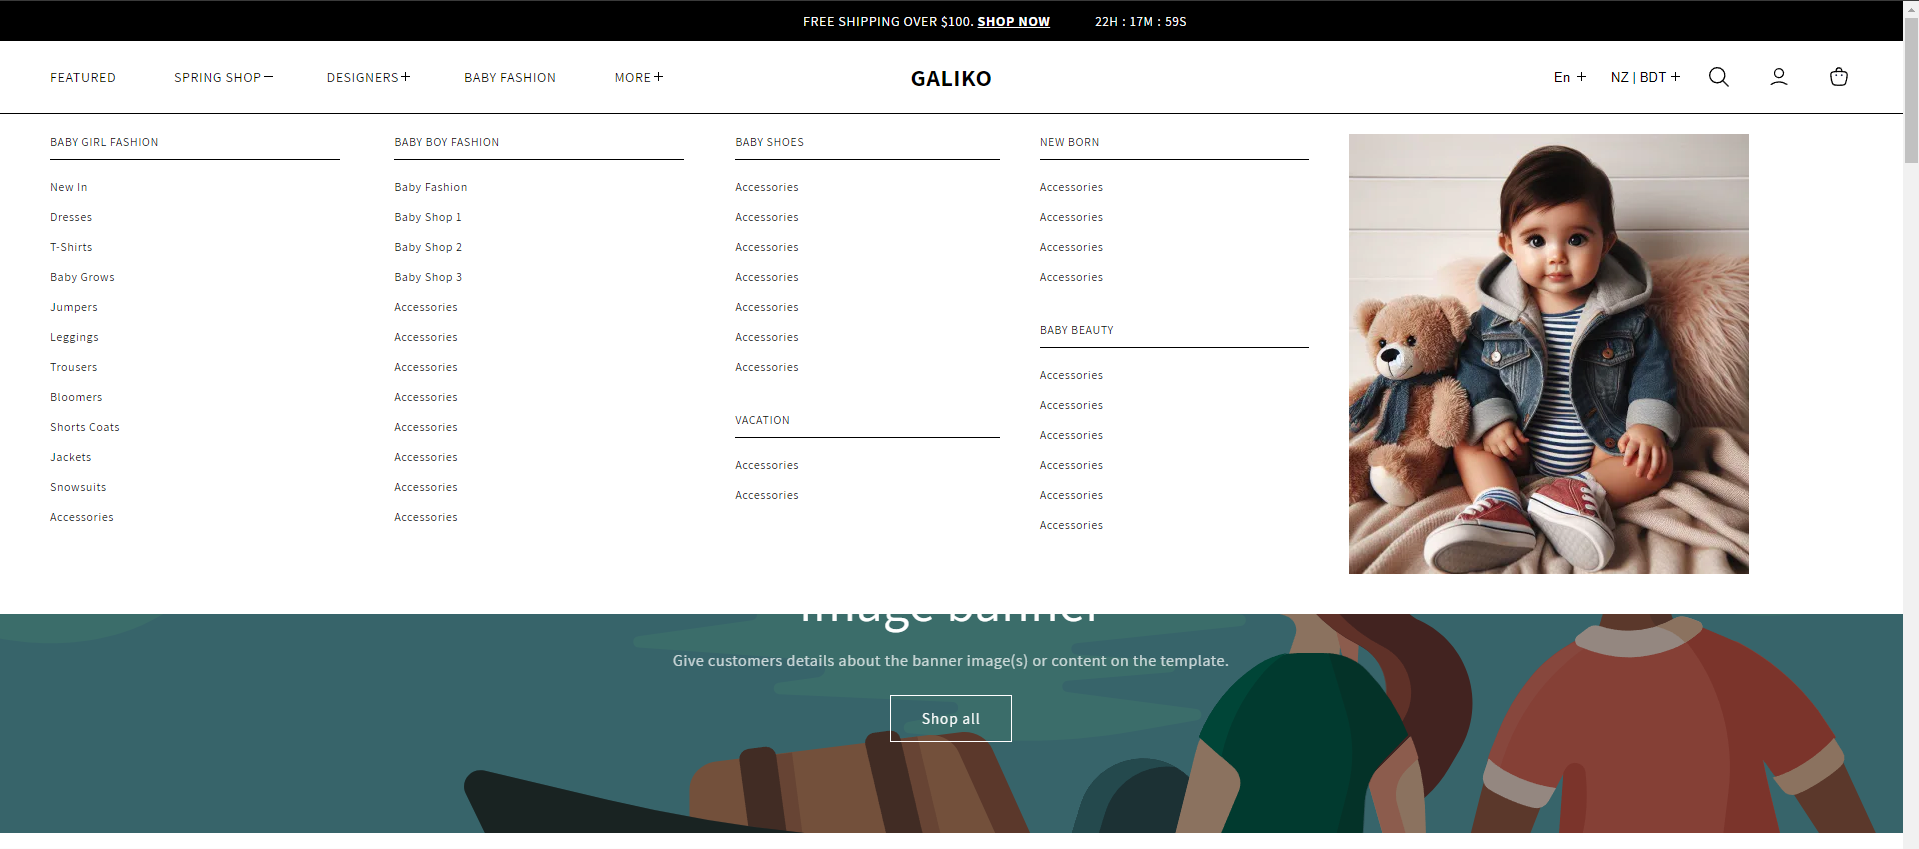 FREE SHIPPING OVER $100. SHOP NOW 22H : 17M : 59S
FEATURED SPRING SHOP DESIGNERS BABY FASHION MORE GALIKO En NZ | BDT
BABY GIRL FASHION
New In
Dresses
T-Shirts
Baby Grows
Jumpers
Leggings
Trousers
Bloomers
Shorts Coats
Jackets
Snowsuits
Accessories
BABY BOY FASHION
Baby Fashion
Baby Shop 1
Baby Shop 2
Baby Shop 3
Accessories
Accessories
Accessories
Accessories
Accessories
Accessories
Accessories
Accessories
BABY SHOES
Accessories
Accessories
Accessories
Accessories
Accessories
Accessories
Accessories
VACATION
Accessories
Accessories
NEW BORN
Accessories
Accessories
Accessories
Accessories
BABY BEAUTY
Accessories
Accessories
Accessories
Accessories
Accessories
Accessories
Image banner
Give customers details about the banner image(s) or content on the template.
Shop all